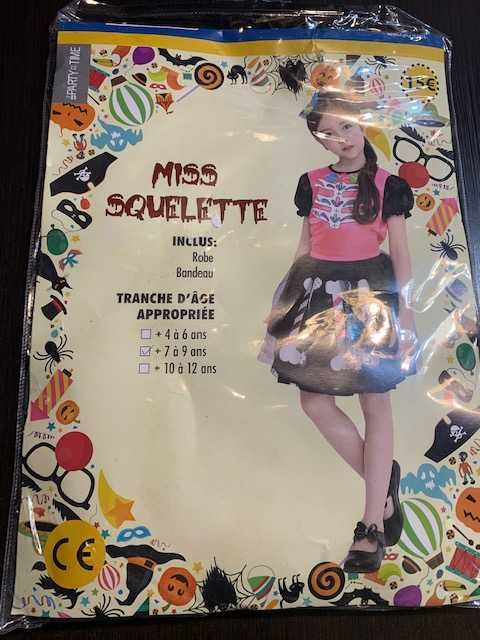 PARTY TIME
15€
MISS
SQUELETTE
INCLUS:
Robe
Bandeau
TRANCHE D'ÂGE
APPROPRIÉE
+ 4 à 6 ans
+ 7 à 9 ans
+ 10 à 12 ans
CE